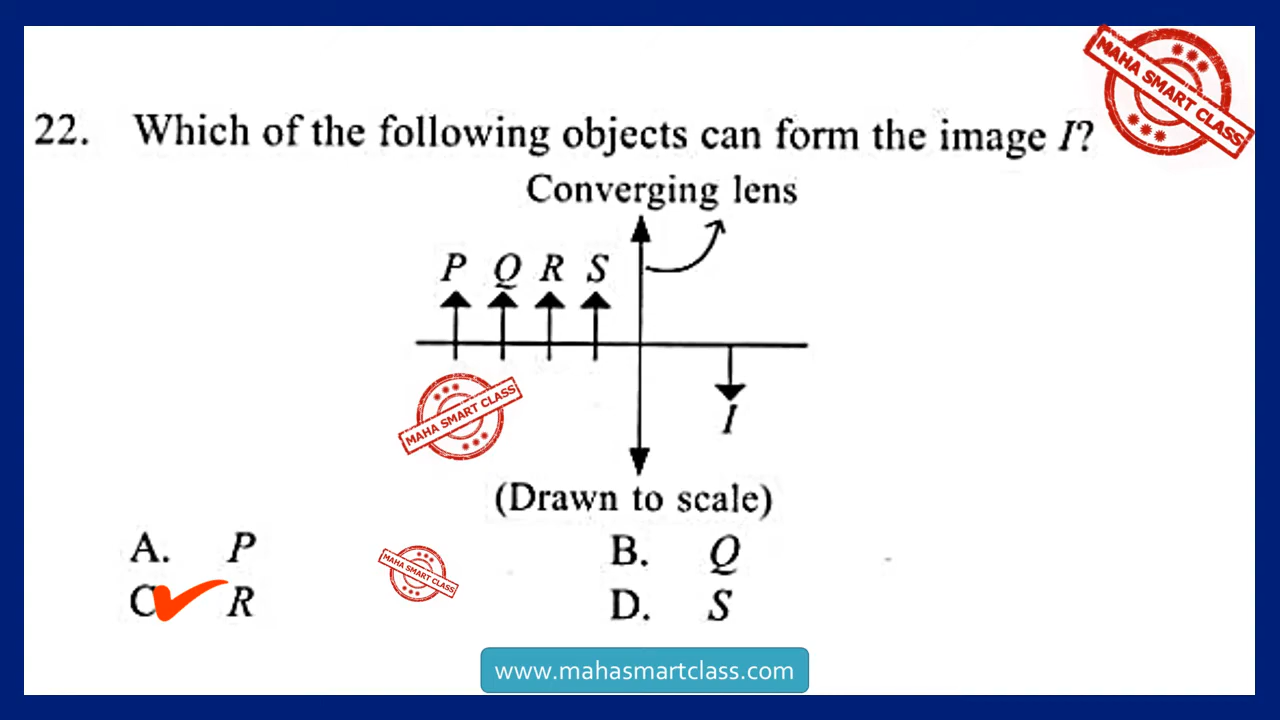 MAHA SMART CLASS
22. Which of the following objects can form the image I?
Converging lens
P Q R S
I
MAHA SMART CLASS
(Drawn to scale)
A. P B. Q
MAHA SMART CLASS
C R D. S
www.mahasmartclass.com